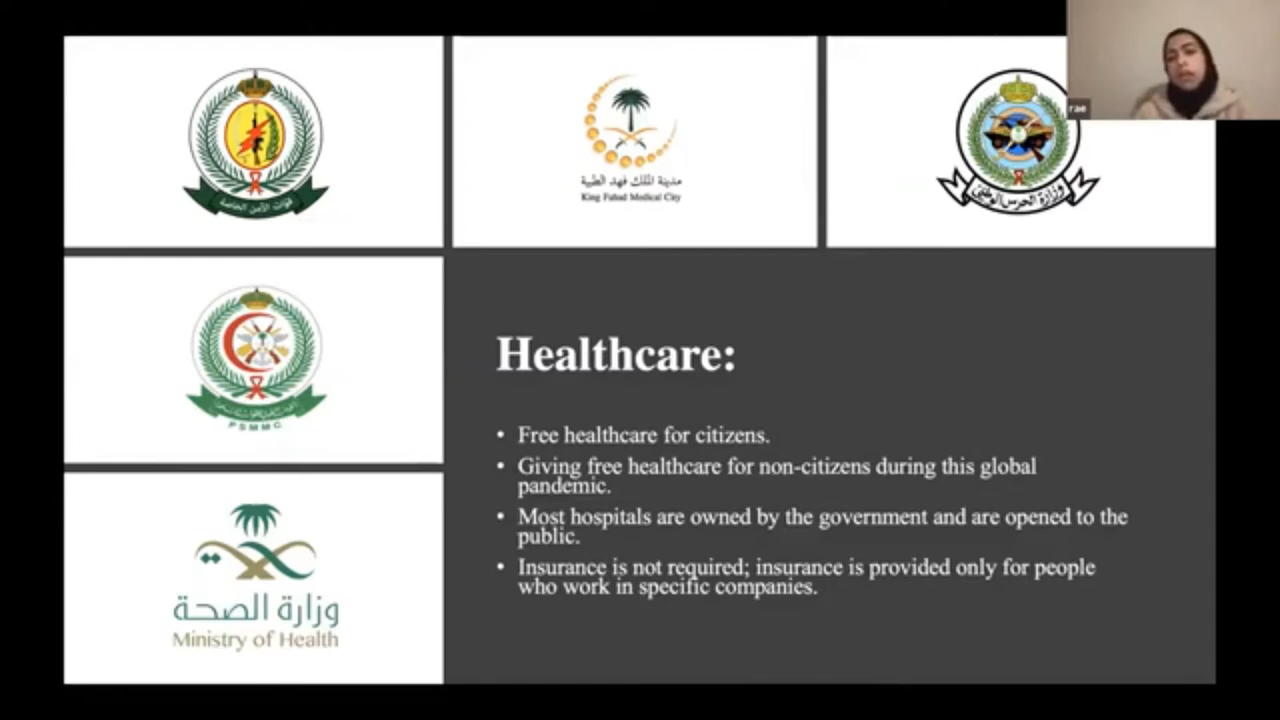 قوات الأمن الخاصة
مدينة الملك فهد الطبية
King Fahad Medical City
وزارة الحرس الوطني
rae
PSMMC
Healthcare:
• Free healthcare for citizens.
• Giving free healthcare for non-citizens during this global
pandemic.
• Most hospitals are owned by the government and are opened to the
public.
• Insurance is not required; insurance is provided only for people
who work in specific companies.
وزارة الصحة
Ministry of Health